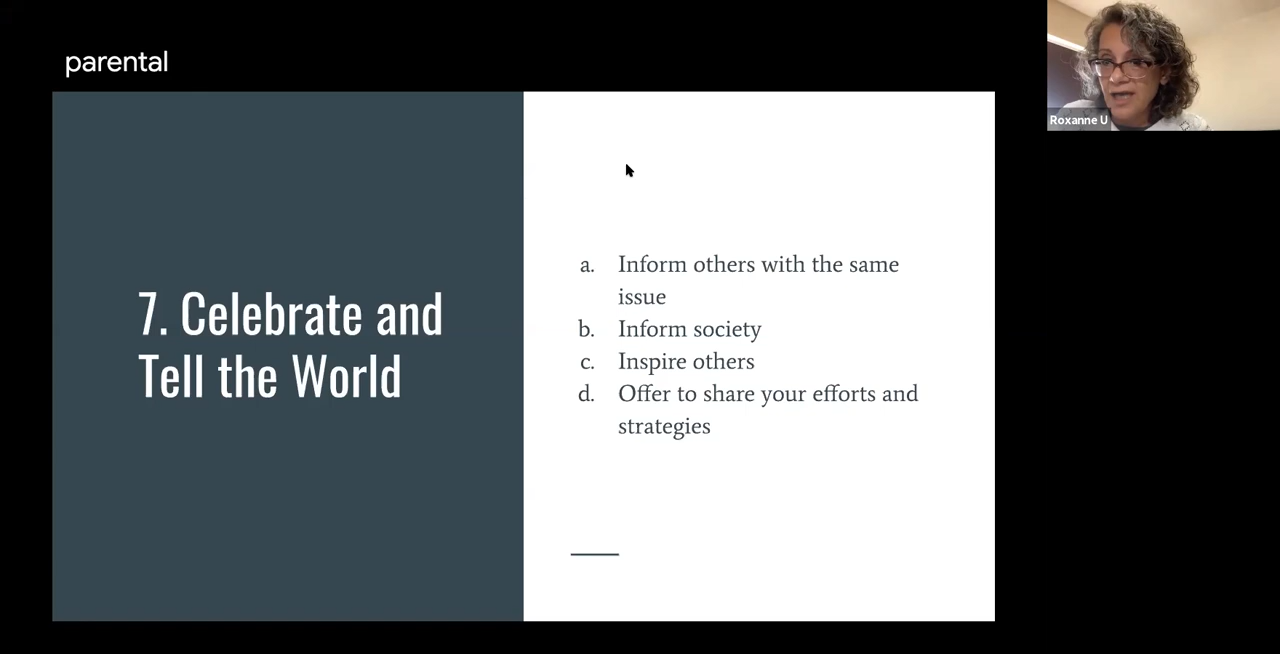 parental
Roxanne U
7. Celebrate and
Tell the World
a. Inform others with the same
issue
b. Inform society
c. Inspire others
d. Offer to share your efforts and
strategies